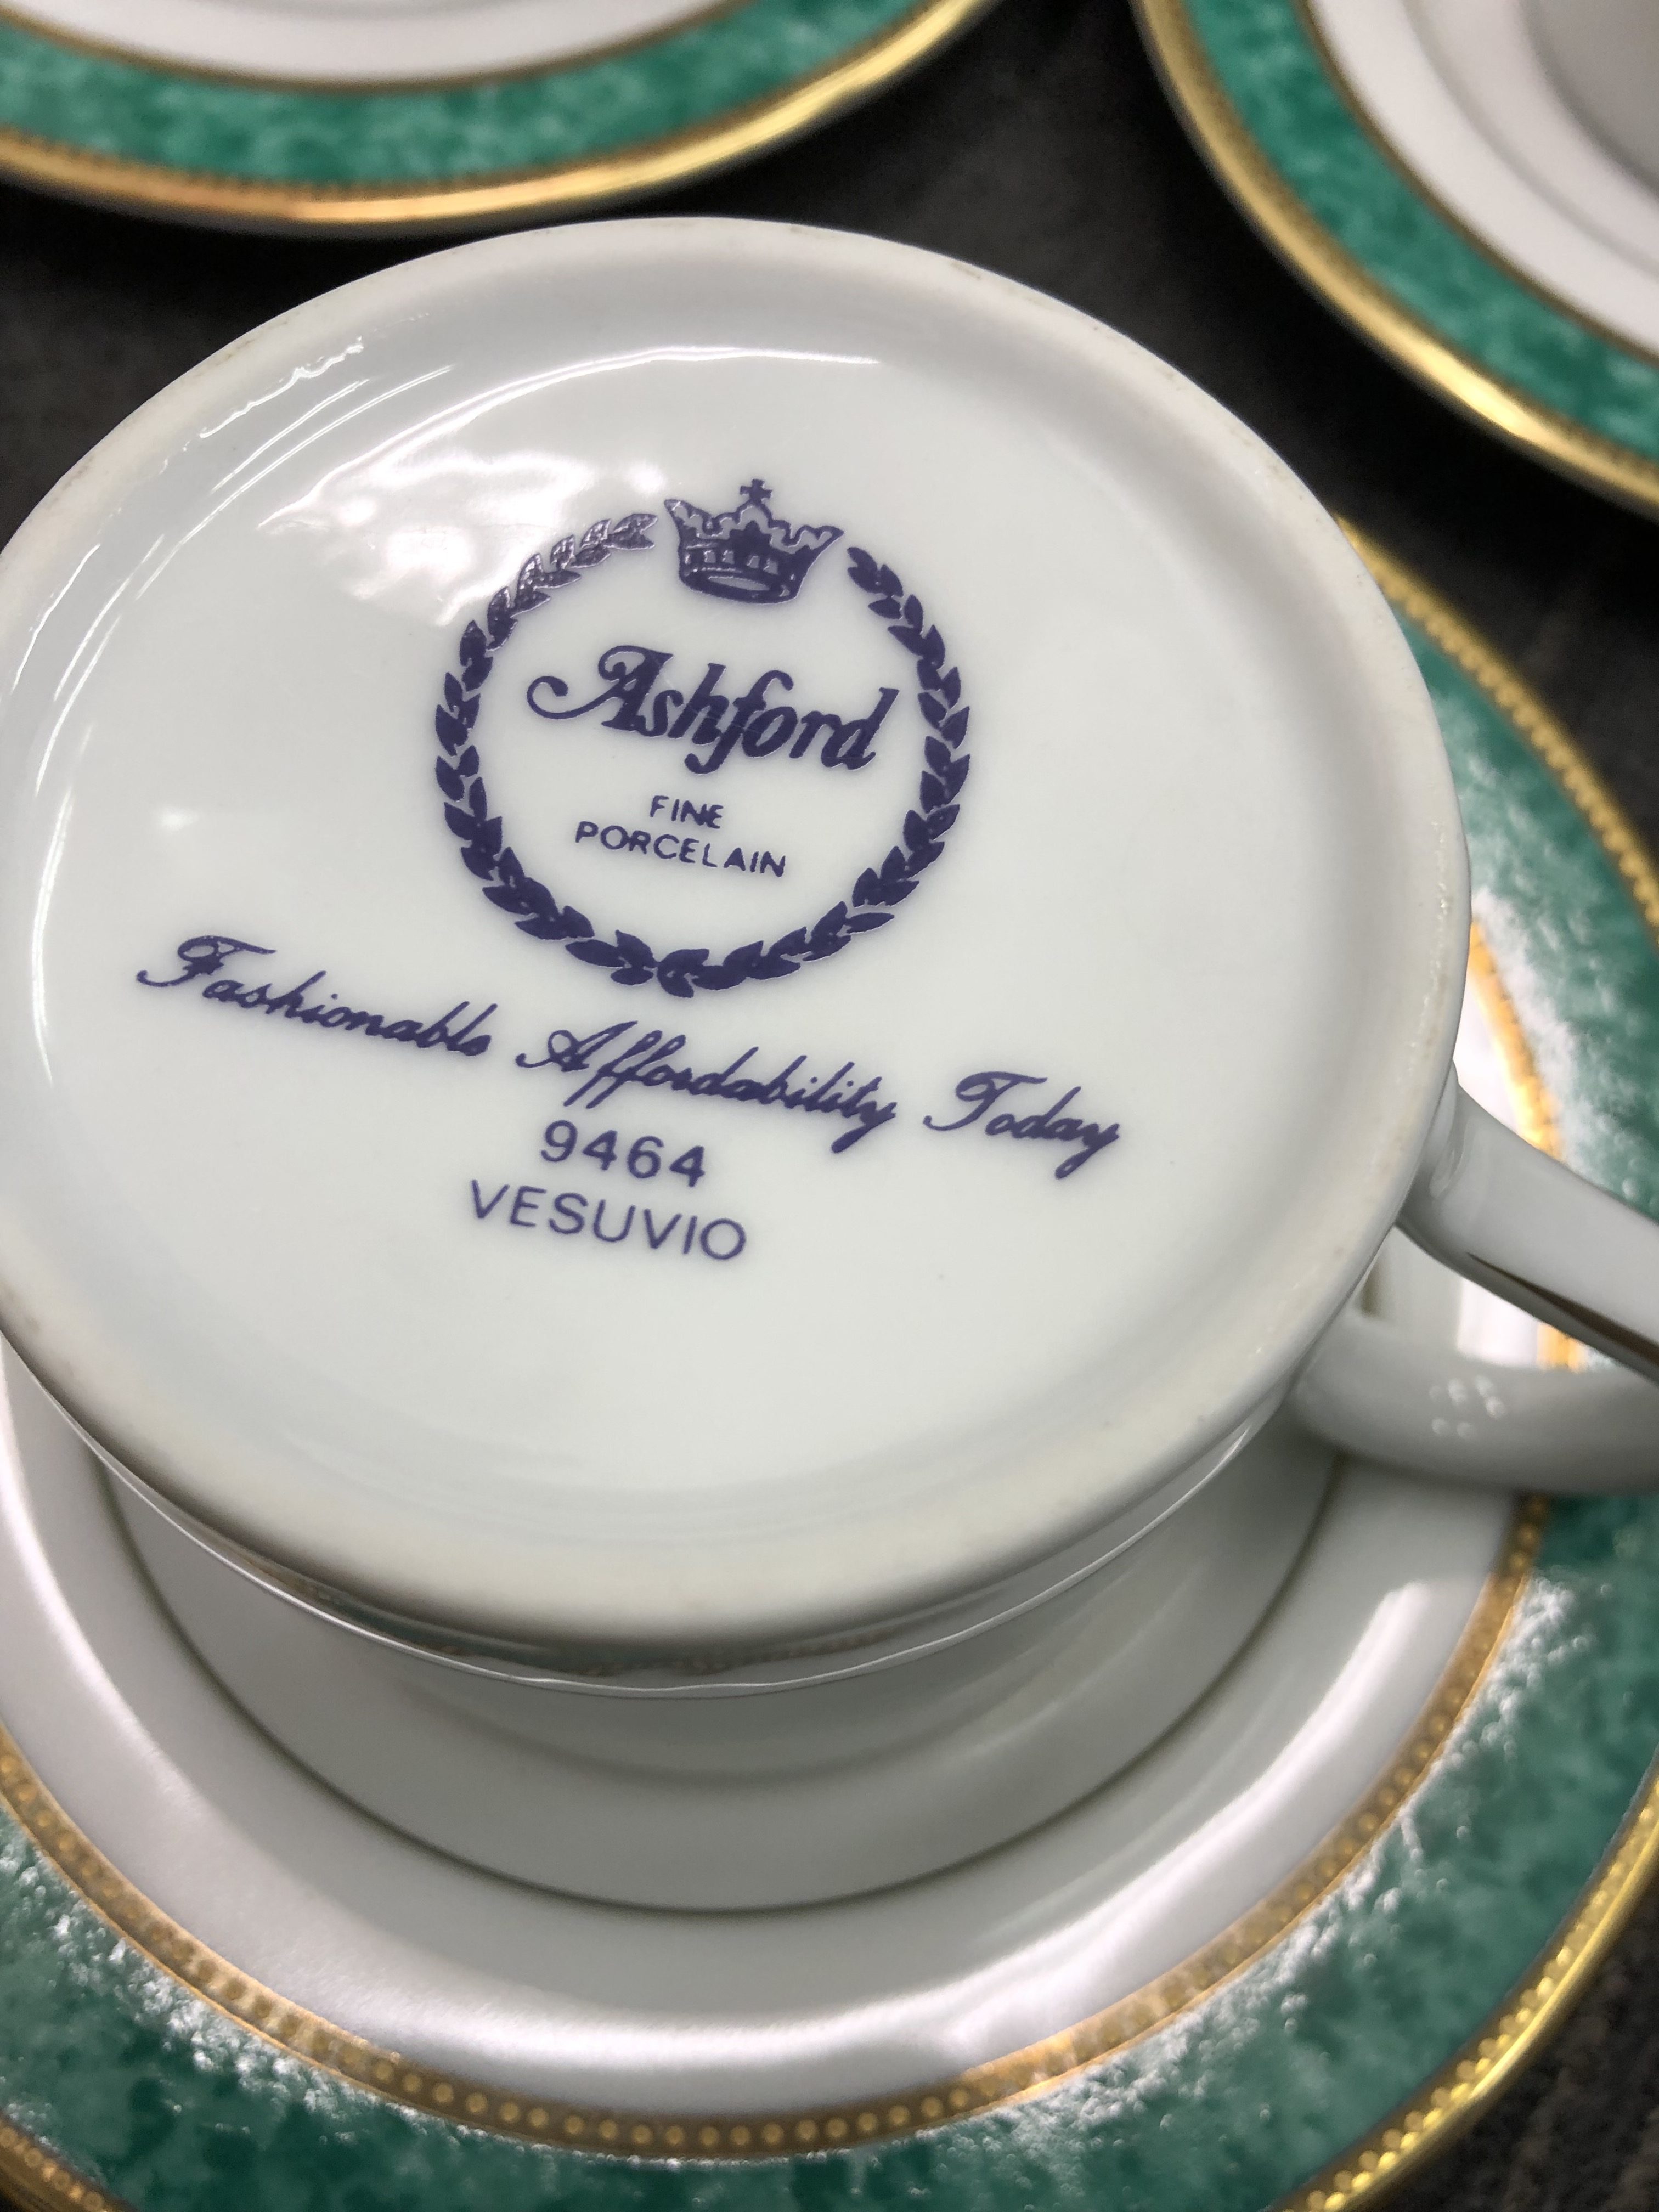 Ashford
FINE
PORCELAIN
Fashionable Affordability Today
9464
VESUVIO